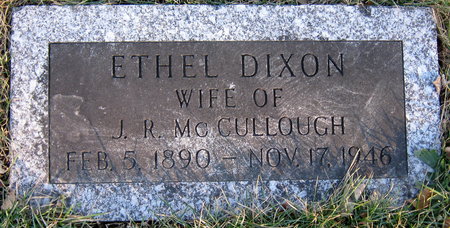 ETHEL DIXON
WIFE OF
J. R. McCULLOUGH
FEB. 5, 1890 – NOV. 17, 1946